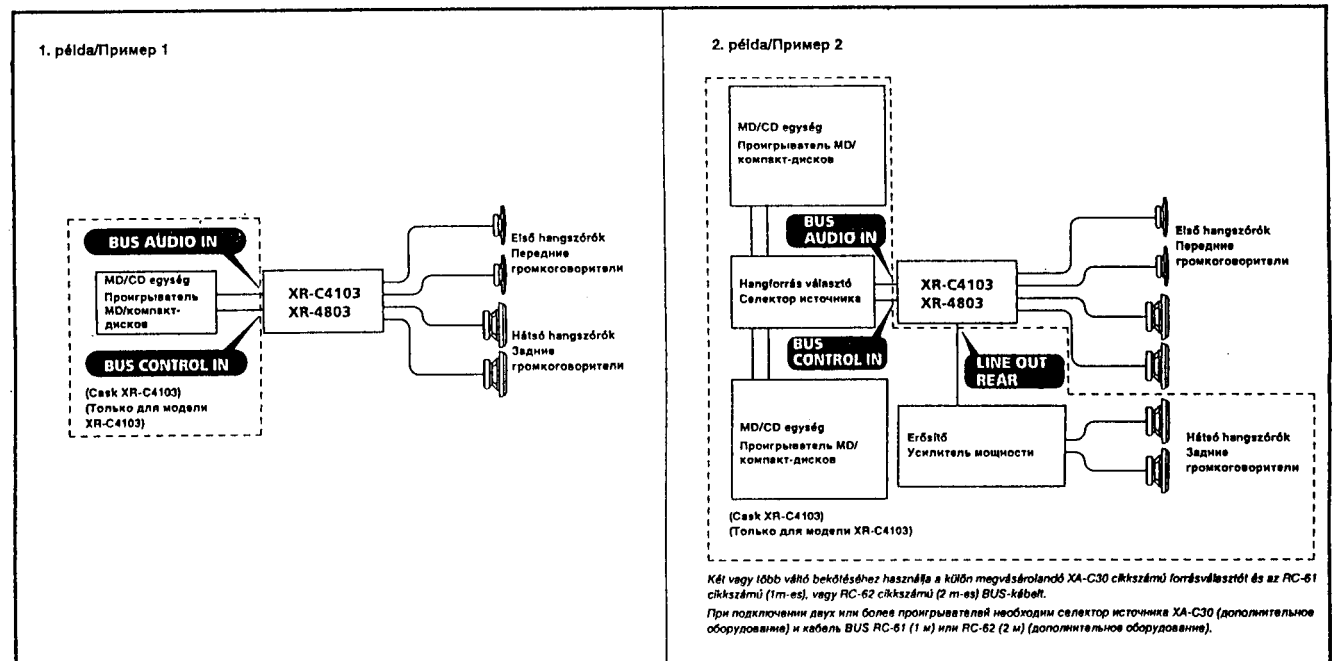 1. példa/Пример 1
BUS AUDIO IN
MD/CD egység
Проигрыватель
MD/компакт-
дисков
BUS CONTROL IN
(Csak XR-C4103)
(Только для модели
XR-C4103)
XR-C4103
XR-4803
Első hangszórók
Передние
громкоговорители
Hátsó hangszórók
Задние
громкоговорители
2. példa/Пример 2
MD/CD egység
Проигрыватель MD/
компакт-дисков
BUS
AUDIO IN
Hangforrás választó
Селектор источника
BUS
CONTROL IN
XR-C4103
XR-4803
LINE OUT
REAR
Első hangszórók
Передние
громкоговорители
MD/CD egység
Проигрыватель MD/
компакт-дисков
Erősítő
Усилитель мощности
Hátsó hangszórók
Задние
громкоговорители
(Csak XR-C4103)
(Только для модели XR-C4103)
Két vagy több váltó bekötéséhez használja a külön megvásárolandó XA-C30 cikkszámú forrásválasztót és az RC-61
cikkszámú (1m-es), vagy RC-62 cikkszámú (2 m-es) BUS-kábelt.
При подключении двух или более проигрывателей необходим селектор источника XA-C30 (дополнительное
оборудование) и кабель BUS RC-61 (1 м) или RC-62 (2 м) (дополнительное оборудование).